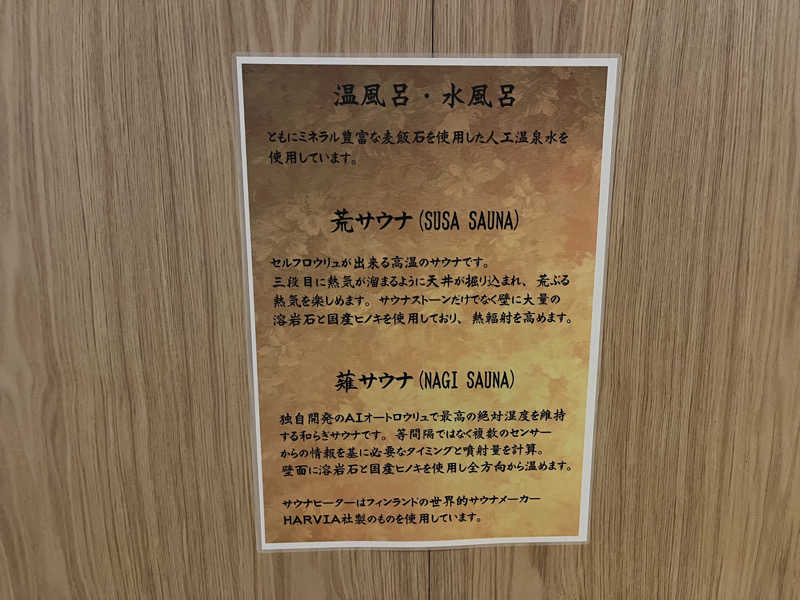 温風呂・水風呂
ともにミネラル豊富な麦飯石を使用した人工温泉水を
使用しています。
荒サウナ(SUSA SAUNA)
セルフロウリュが出来る高温のサウナです。
三段目に熱気が溜まるように天井が掘り込まれ、荒ぶる
熱気を楽しめます。サウナストーンだけでなく壁に大量の
溶岩石と国産ヒノキを使用しており、熱輻射を高めます。
薙サウナ(NAGI SAUNA)
独自開発のAIオートロウリュで最高の絶対湿度を維持
する和らぎサウナです。等間隔ではなく複数のセンサー
からの情報を基に必要なタイミングと噴射量を計算。
壁面に溶岩石と国産ヒノキを使用し全方向から温めます。
サウナヒーターはフィンランドの世界的サウナメーカー
HARVIA社製のものを使用しています。